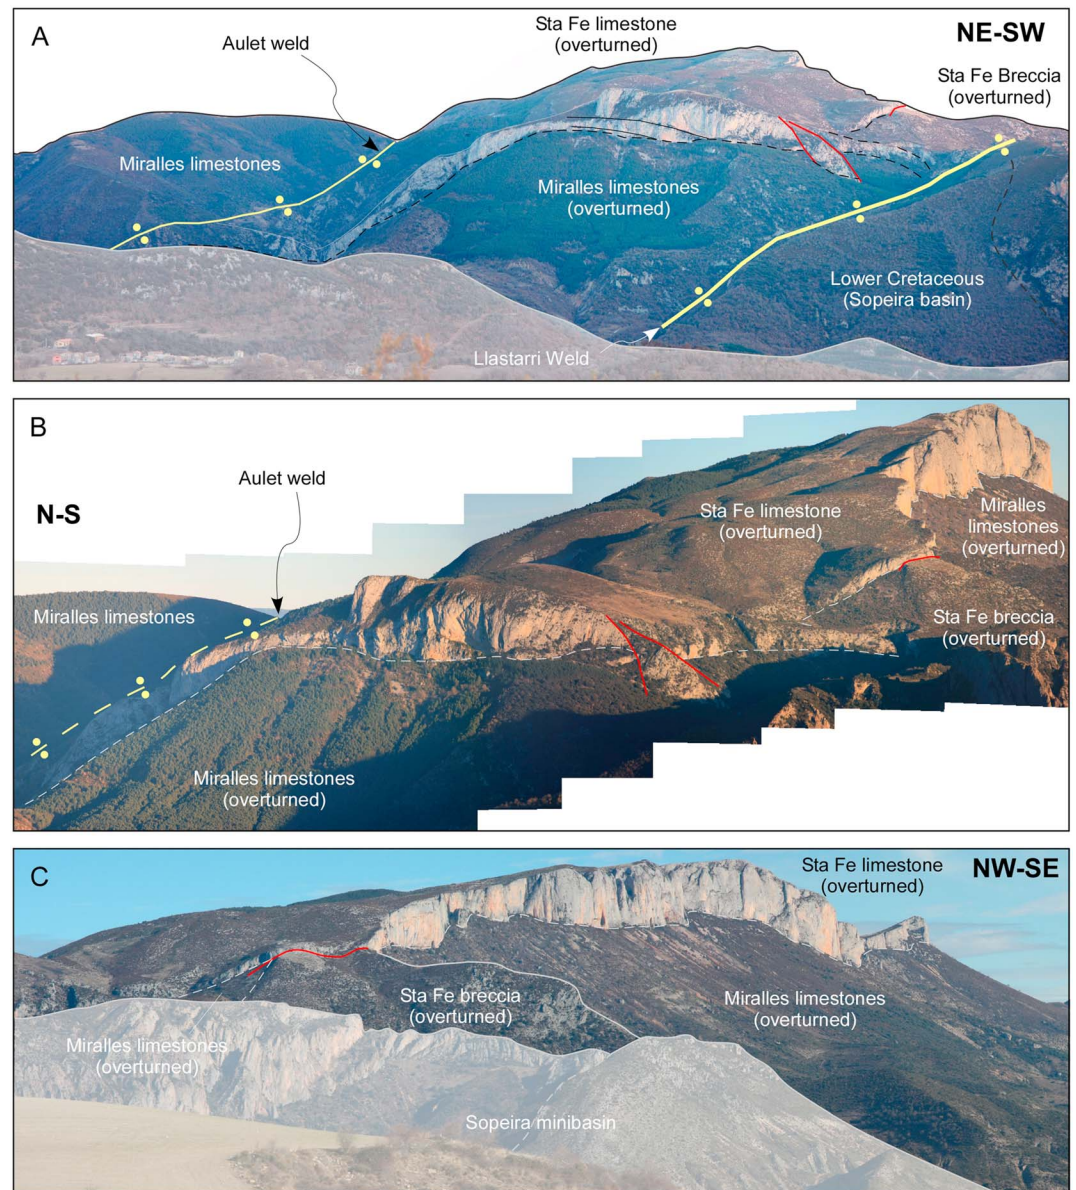 A
NE-SW
Sta Fe limestone
(overturned)
Aulet weld
Sta Fe Breccia
(overturned)
Miralles limestones
Miralles limestones
(overturned)
Lower Cretaceous
(Sopeira basin)
Llastarri Weld
B
N-S
Aulet weld
Miralles limestones
Sta Fe limestone
(overturned)
Miralles
limestones
(overturned)
Sta Fe breccia
(overturned)
Miralles limestones
(overturned)
C
NW-SE
Sta Fe limestone
(overturned)
Sta Fe breccia
(overturned)
Miralles limestones
(overturned)
Miralles limestones
(overturned)
Sopeira minibasin